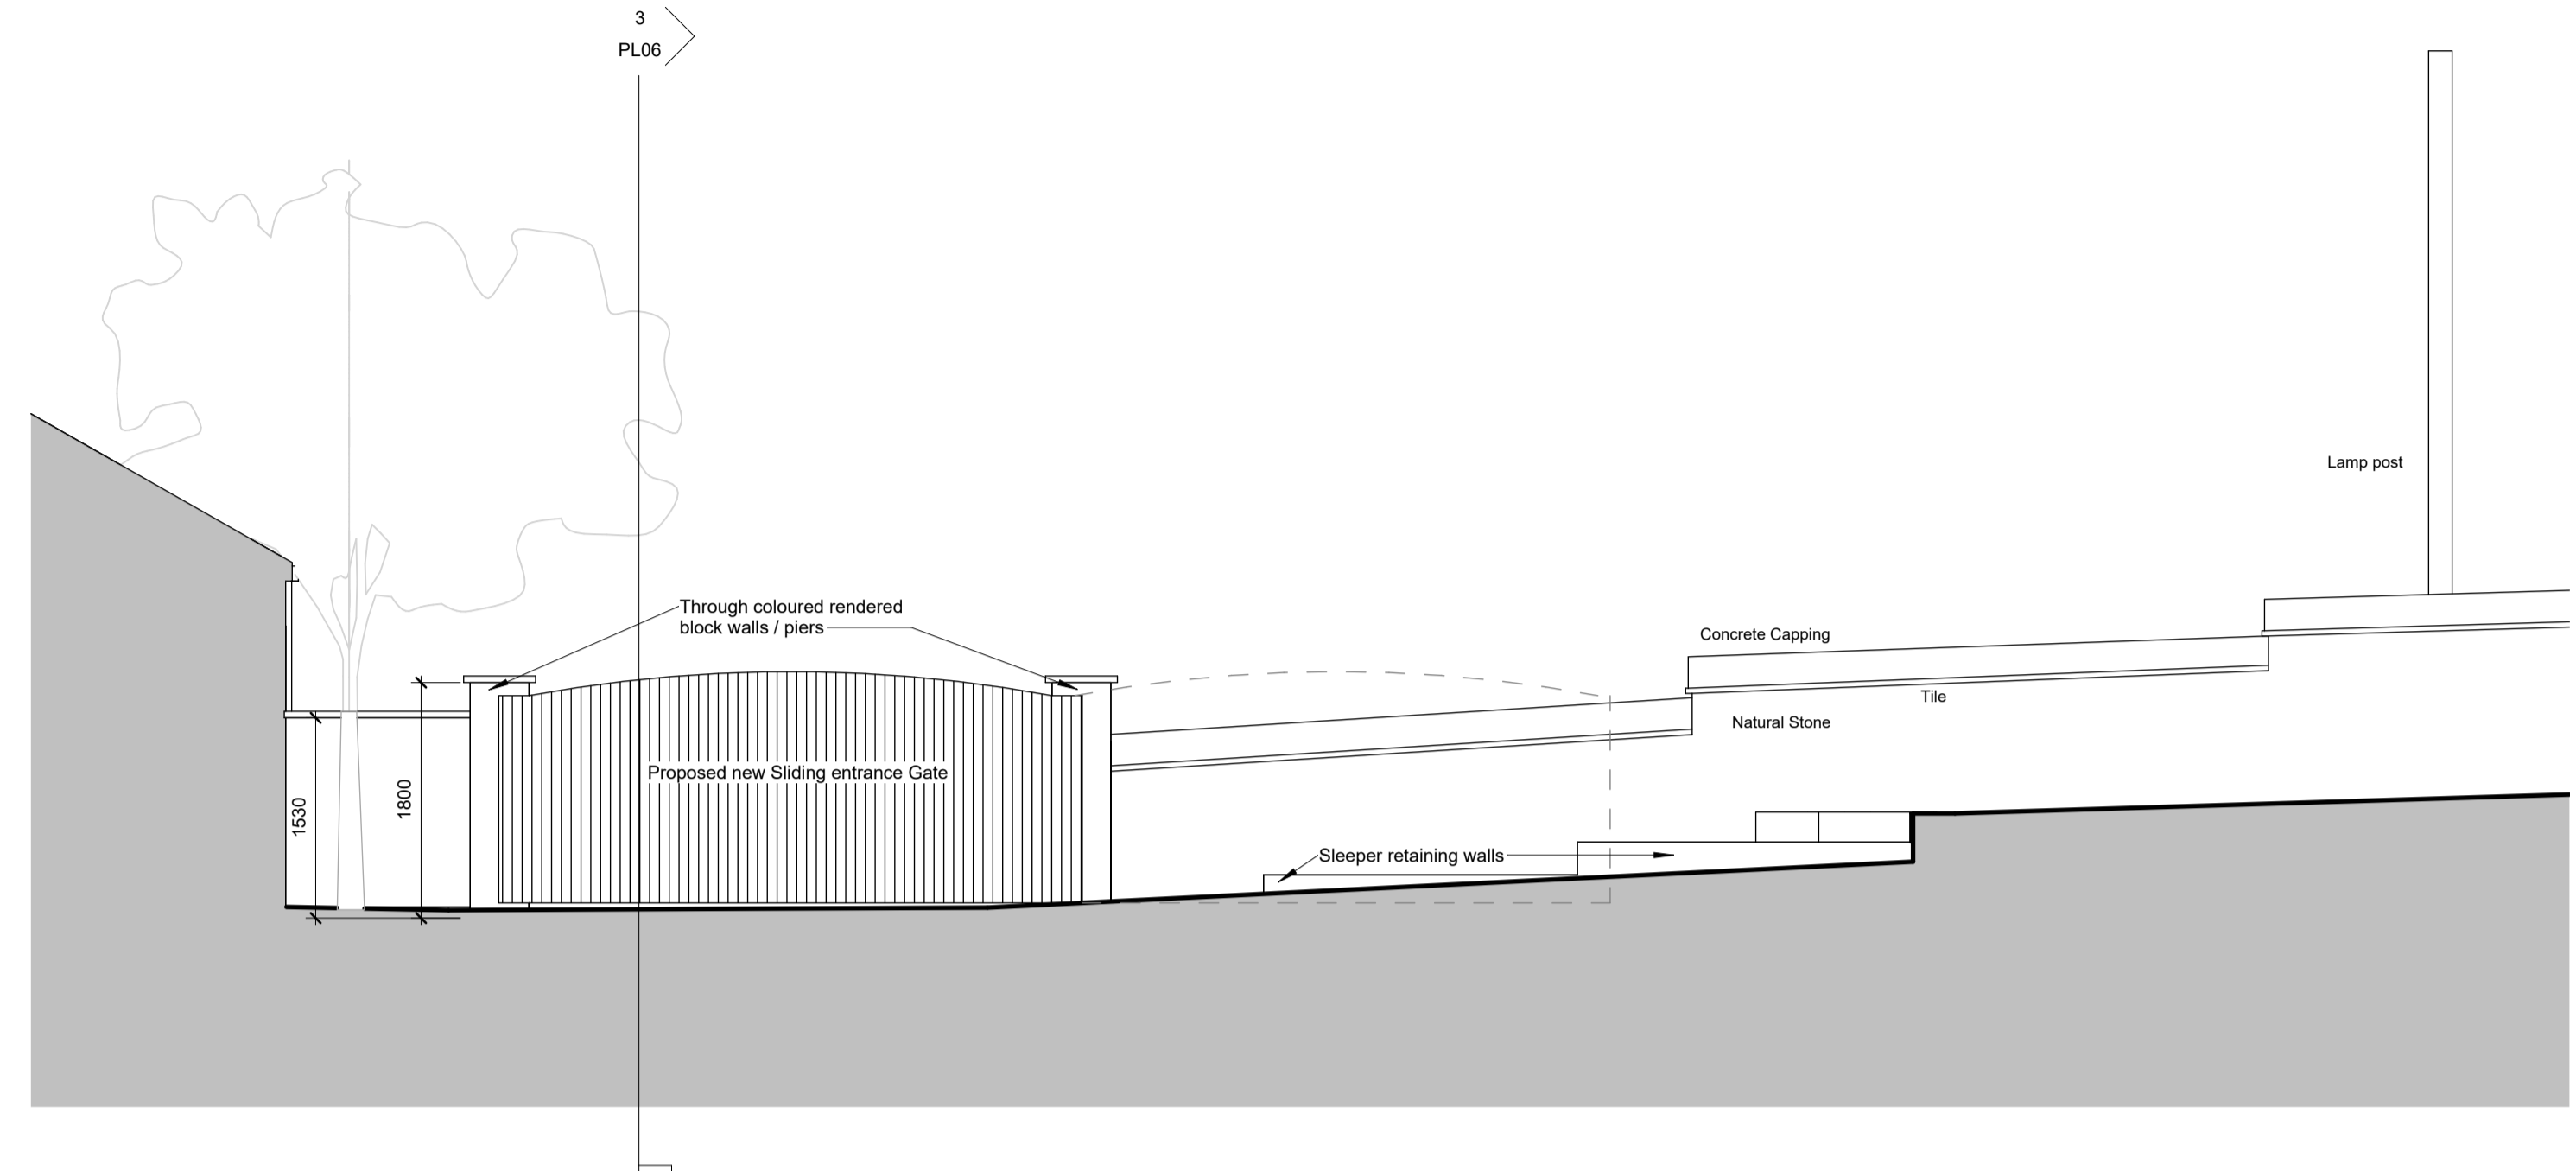 3
PL06
Lamp post
Through coloured rendered
block walls / piers
Concrete Capping
Tile
Natural Stone
Proposed new Sliding entrance Gate
1530
1800
Sleeper retaining walls